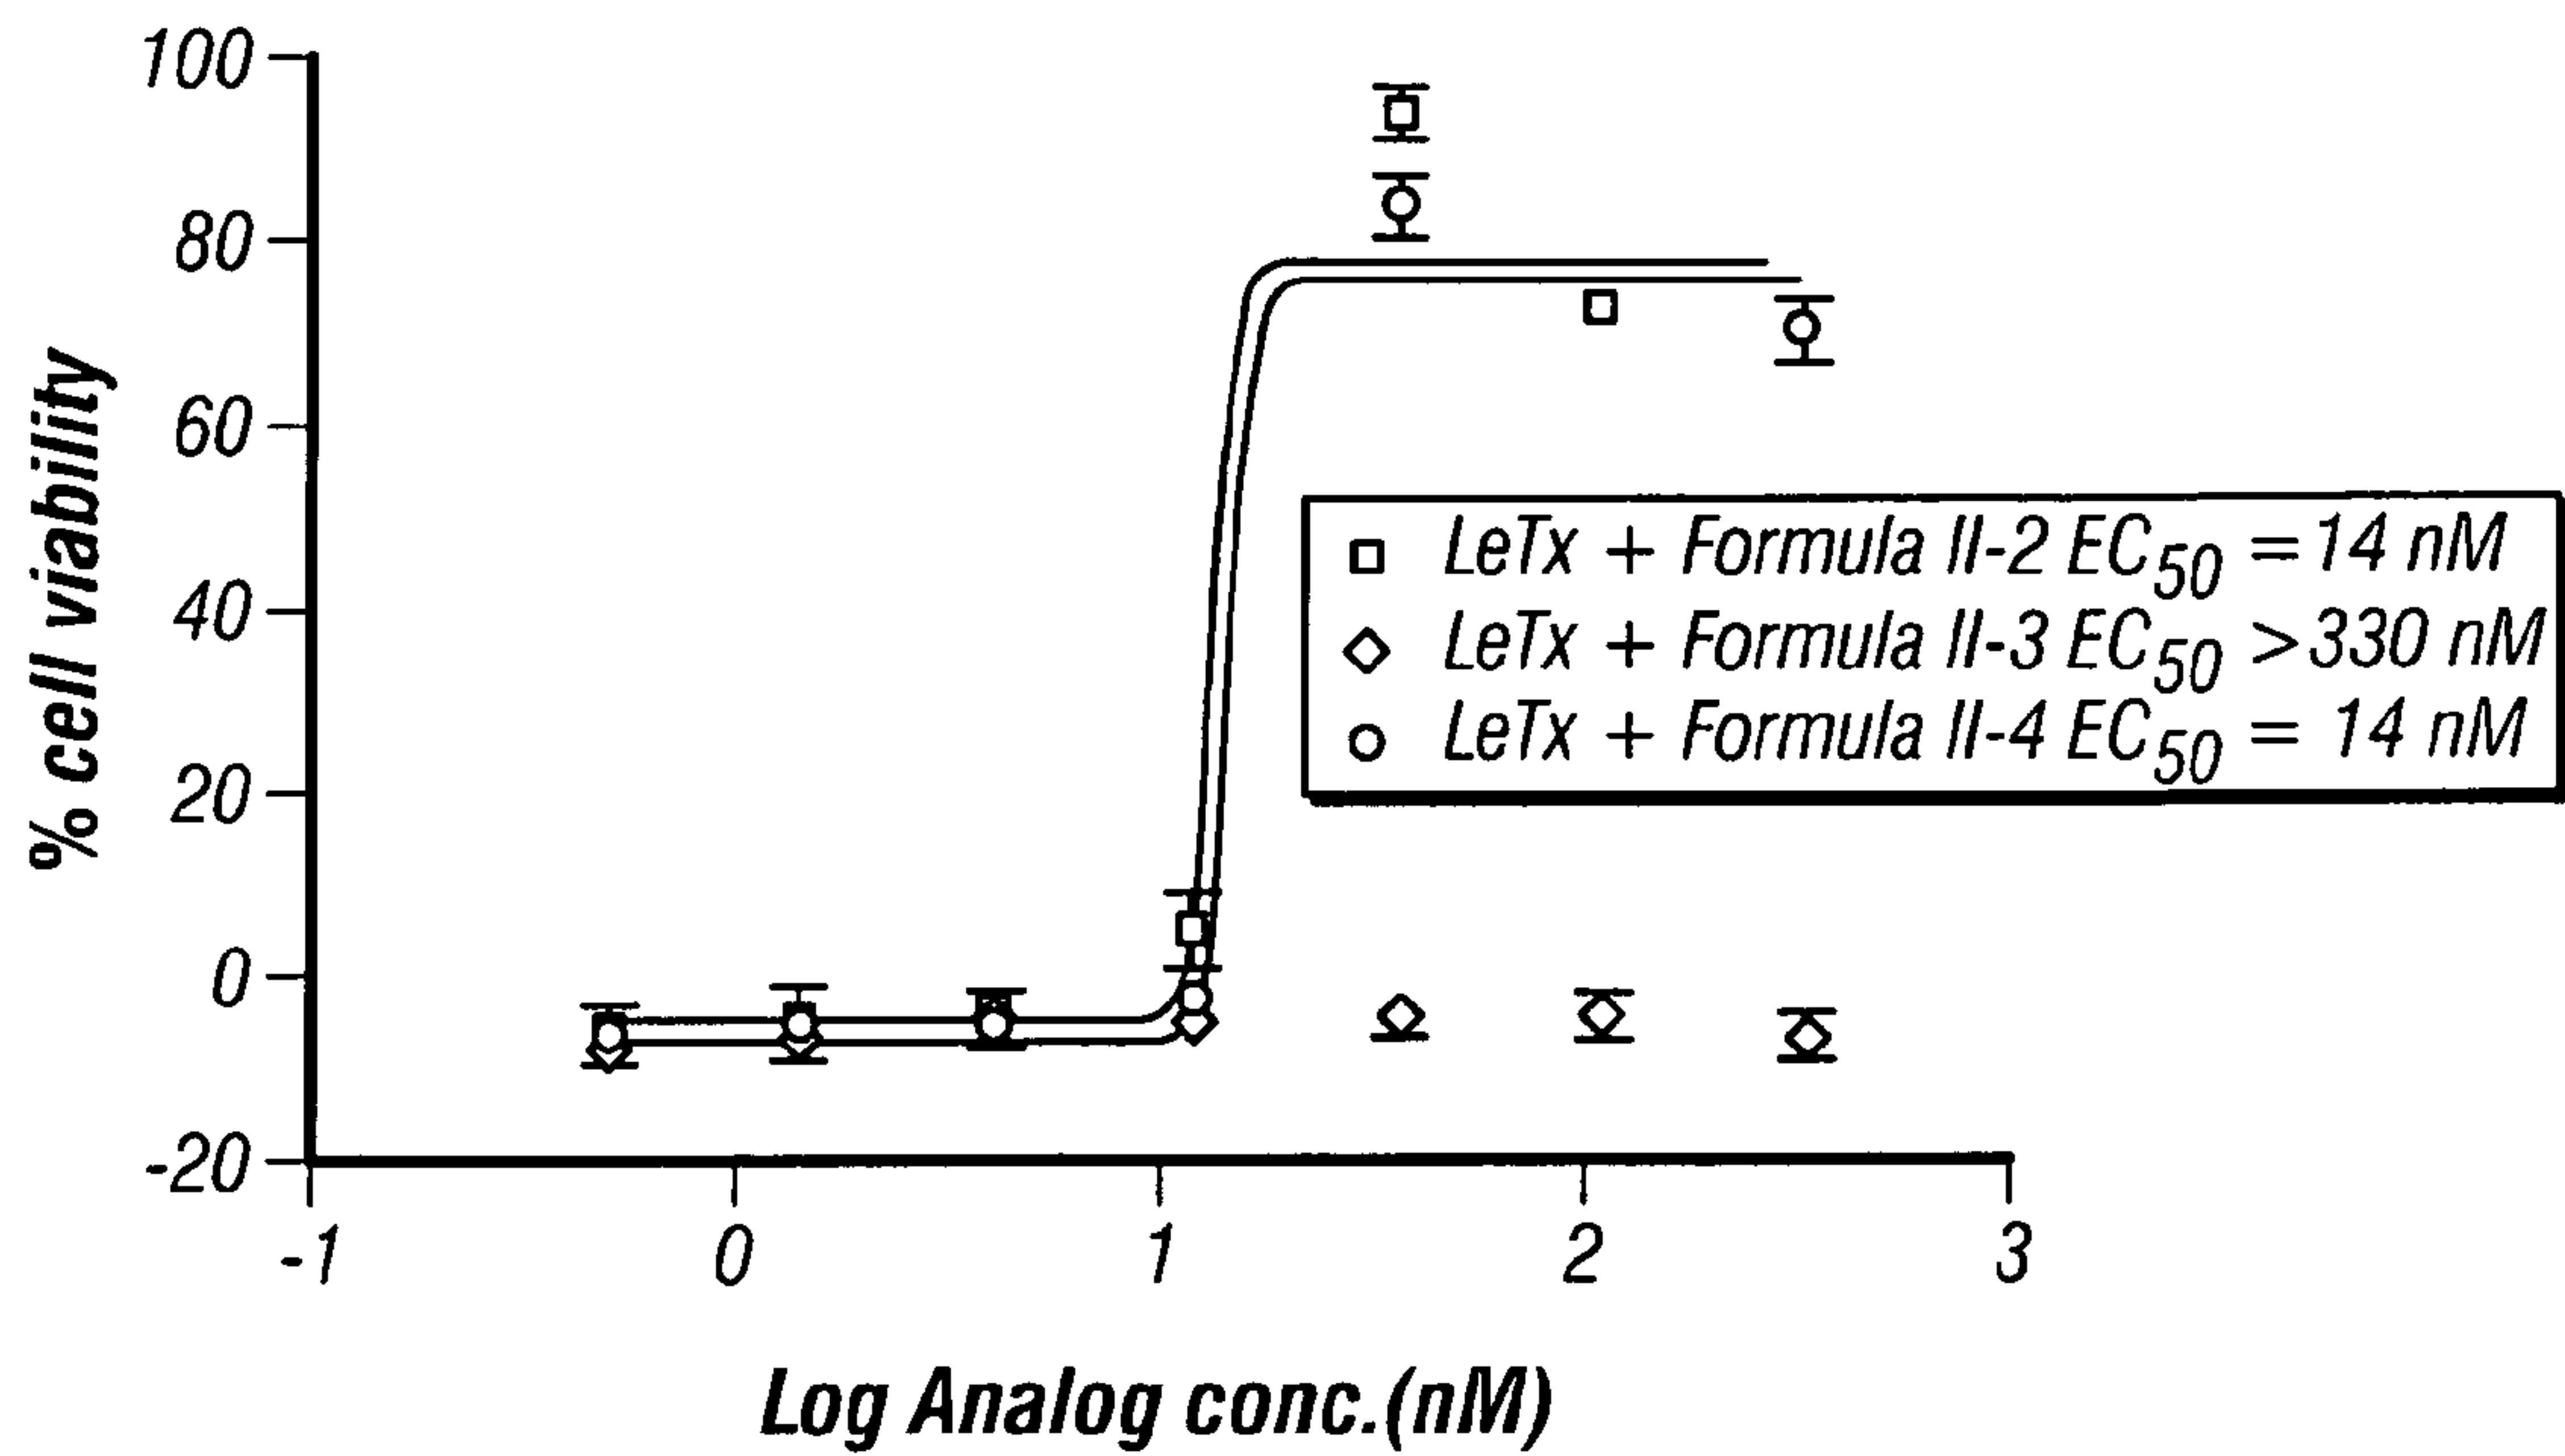 100
80
60
40
20
0
-20
% cell viability
LeTx + Formula II-2 EC50 = 14 nM
LeTx + Formula II-3 EC50 > 330 nM
LeTx + Formula II-4 EC50 = 14 nM
-1 0 1 2 3
Log Analog conc.(nM)